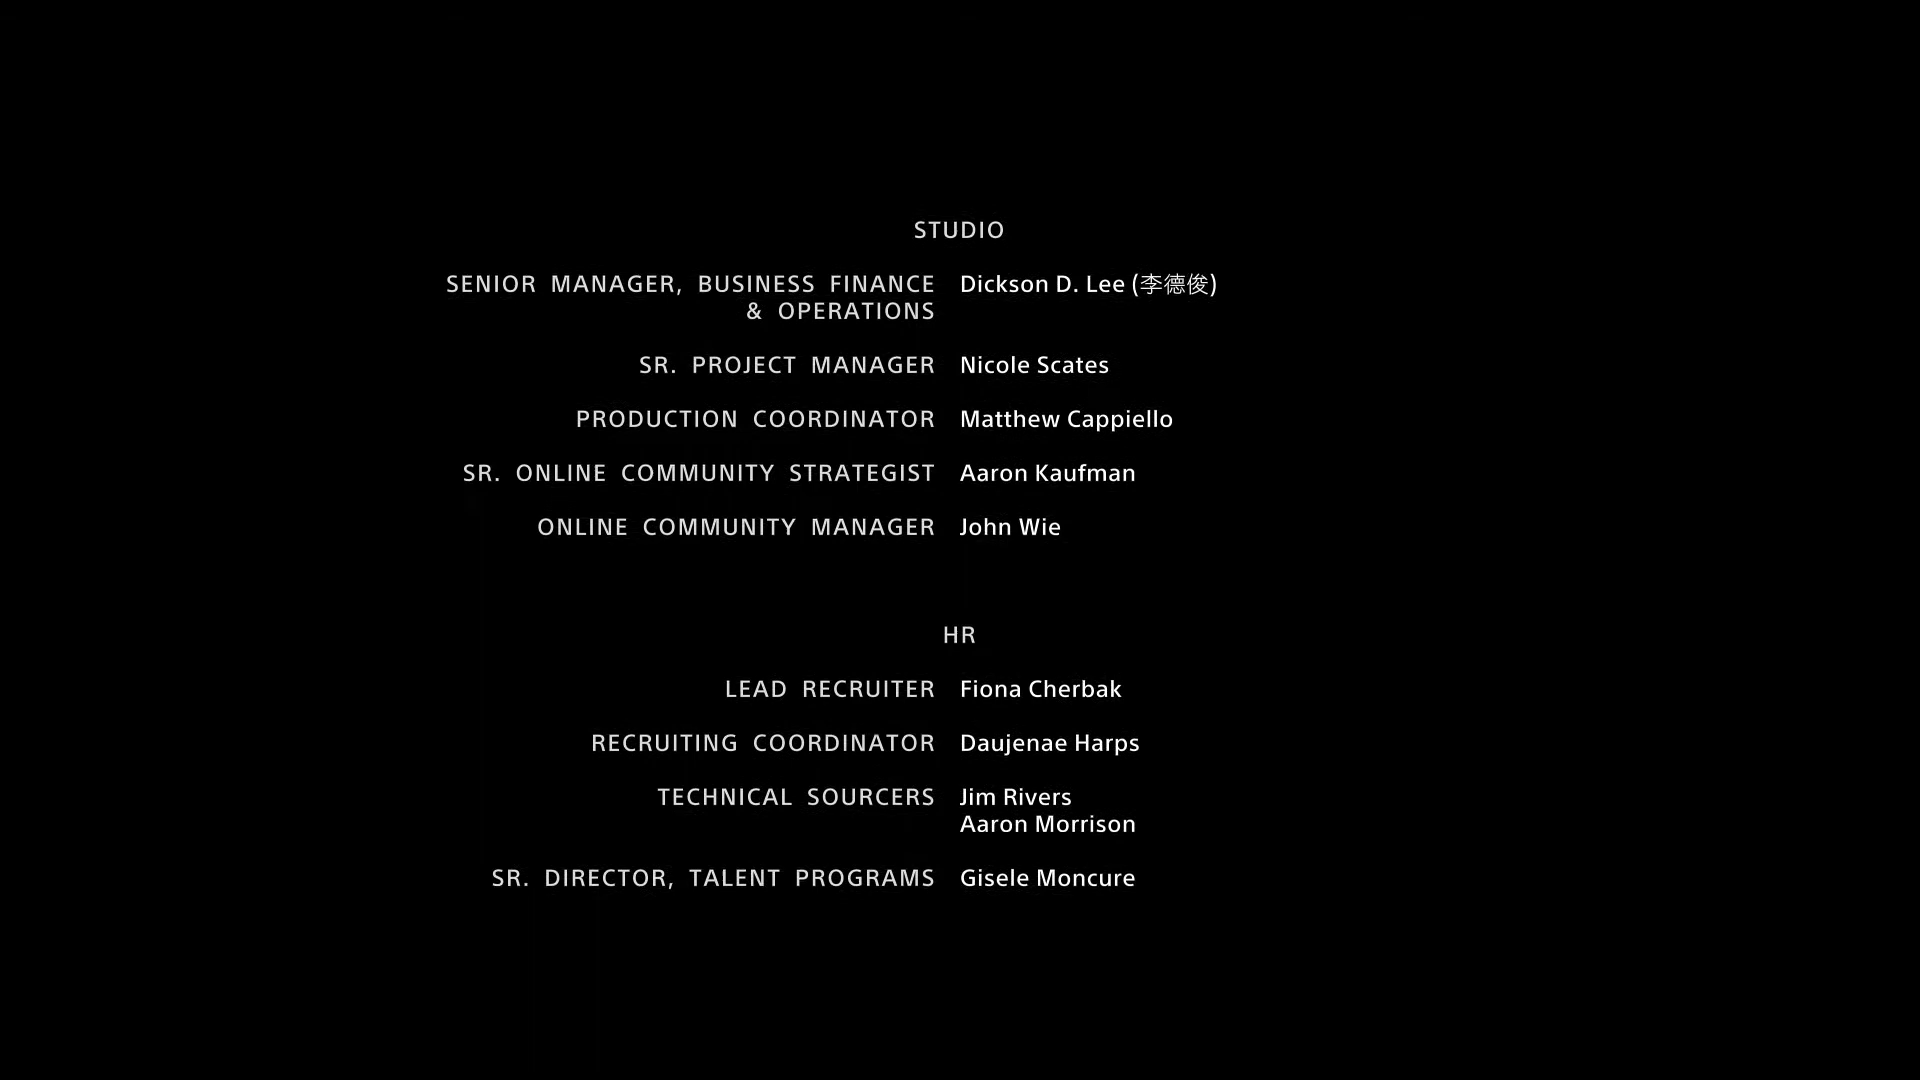 STUDIO
SENIOR MANAGER, BUSINESS FINANCE Dickson D. Lee (李德俊)
& OPERATIONS
SR. PROJECT MANAGER Nicole Scates
PRODUCTION COORDINATOR Matthew Cappiello
SR. ONLINE COMMUNITY STRATEGIST Aaron Kaufman
ONLINE COMMUNITY MANAGER John Wie
HR
LEAD RECRUITER Fiona Cherbak
RECRUITING COORDINATOR Daujenae Harps
TECHNICAL SOURCERS Jim Rivers
Aaron Morrison
SR. DIRECTOR, TALENT PROGRAMS Gisele Moncure